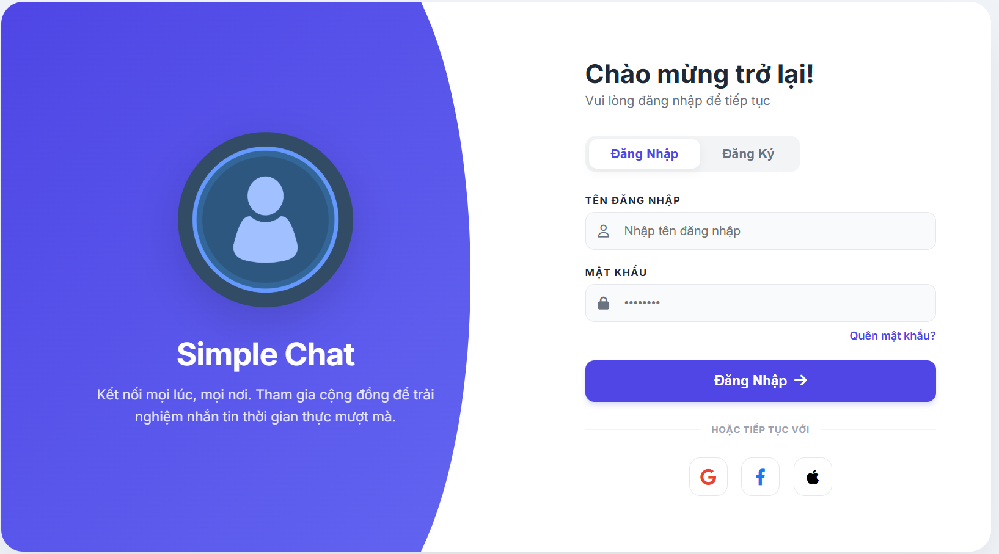 Simple Chat
Kết nối mọi lúc, mọi nơi. Tham gia cộng đồng để trải
nghiệm nhắn tin thời gian thực mượt mà.
Chào mừng trở lại!
Vui lòng đăng nhập để tiếp tục
Đăng Nhập
Đăng Ký
TÊN ĐĂNG NHẬP
Nhập tên đăng nhập
MẬT KHẨU
••••••••
Quên mật khẩu?
Đăng Nhập →
HOẶC TIẾP TỤC VỚI